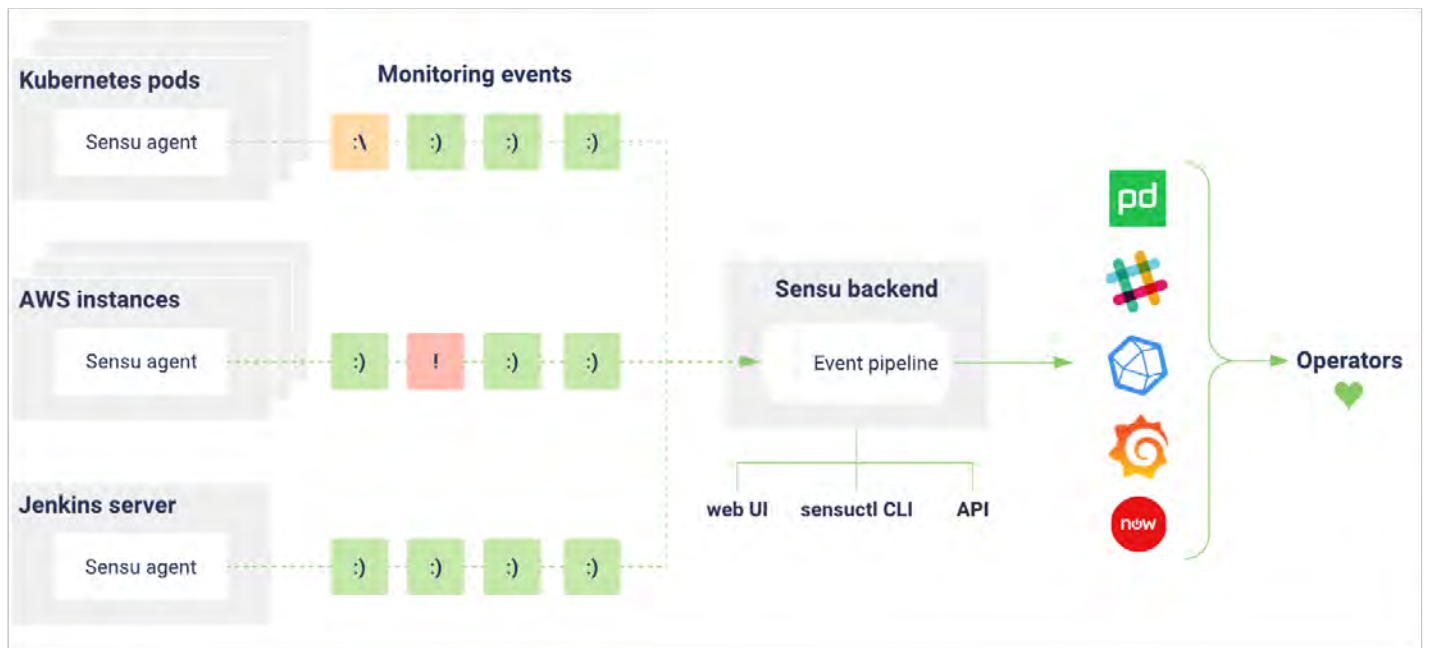 Kubernetes pods
Sensu agent
Monitoring events
:\ :) :) :)
AWS instances
Sensu agent
:) ! :) :)
Jenkins server
Sensu agent
:) :) :) :)
Sensu backend
Event pipeline
web UI
sensuctl CLI
API
pd
now
Operators